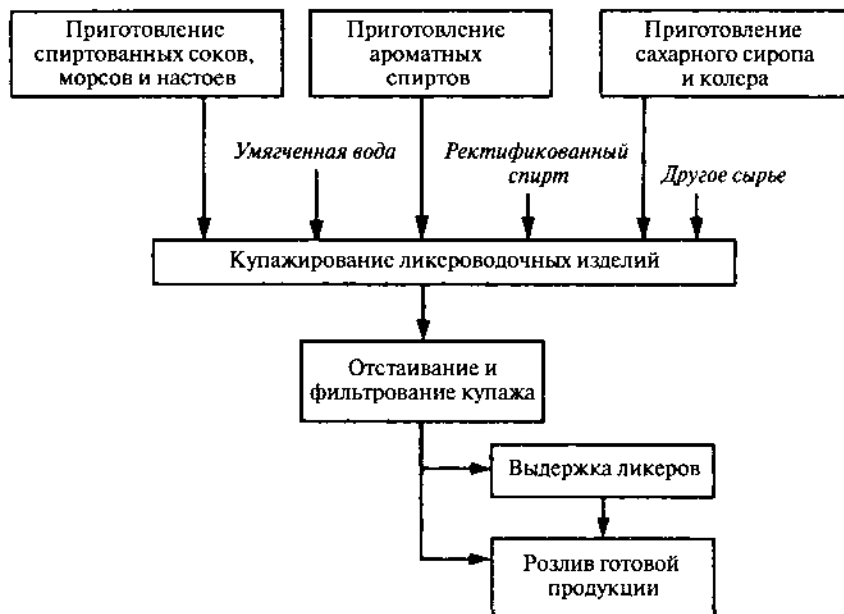 Приготовление
спиртованных соков,
морсов и настоев
Приготовление
ароматных
спиртов
Приготовление
сахарного сиропа
и колера
Умягченная вода
Ректификованный
спирт
Другое сырье
Купажирование ликероводочных изделий
Отстаивание и
фильтрование купажа
Выдержка ликеров
Розлив готовой
продукции